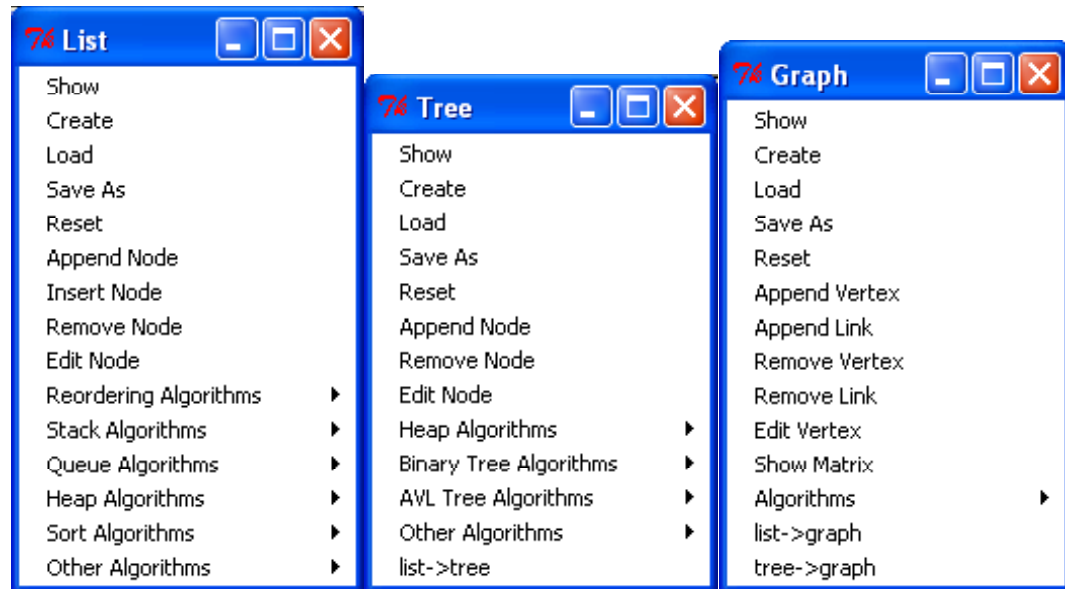 List
Show
Create
Load
Save As
Reset
Append Node
Insert Node
Remove Node
Edit Node
Reordering Algorithms
Stack Algorithms
Queue Algorithms
Heap Algorithms
Sort Algorithms
Other Algorithms
Tree
Show
Create
Load
Save As
Reset
Append Node
Remove Node
Edit Node
Heap Algorithms
Binary Tree Algorithms
AVL Tree Algorithms
Other Algorithms
list->tree
Graph
Show
Create
Load
Save As
Reset
Append Vertex
Append Link
Remove Vertex
Remove Link
Edit Vertex
Show Matrix
Algorithms
list->graph
tree->graph